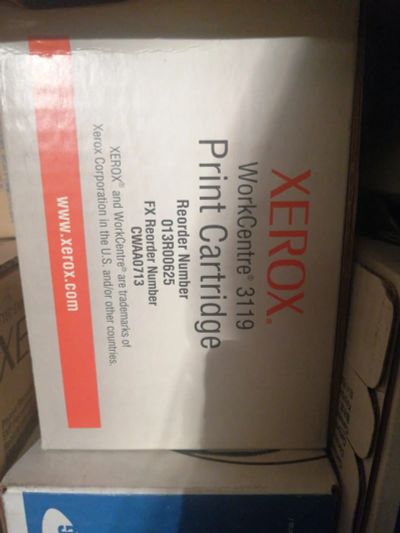 XEROX®
WorkCentre® 3119
Print Cartridge
Reorder Number
013R00625
FX Reorder Number
CWAA0713
XEROX® and WorkCentre® are trademarks of
Xerox Corporation in the U.S. and/or other countries.
www.xerox.com
XE